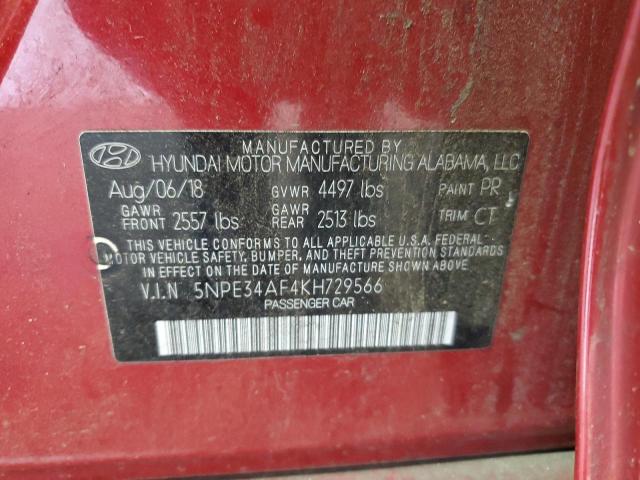 MANUFACTURED BY
HYUNDAI MOTOR MANUFACTURING ALABAMA, LLC
Aug/06/18 GVWR 4497 lbs PAINT PR
GAWR FRONT 2557 lbs GAWR REAR 2513 lbs TRIM CT
THIS VEHICLE CONFORMS TO ALL APPLICABLE U.S.A. FEDERAL
MOTOR VEHICLE SAFETY, BUMPER, AND THEFT PREVENTION STANDARDS
IN EFFECT ON THE DATE OF MANUFACTURE SHOWN ABOVE.
V.I.N 5NPE34AF4KH729566
PASSENGER CAR